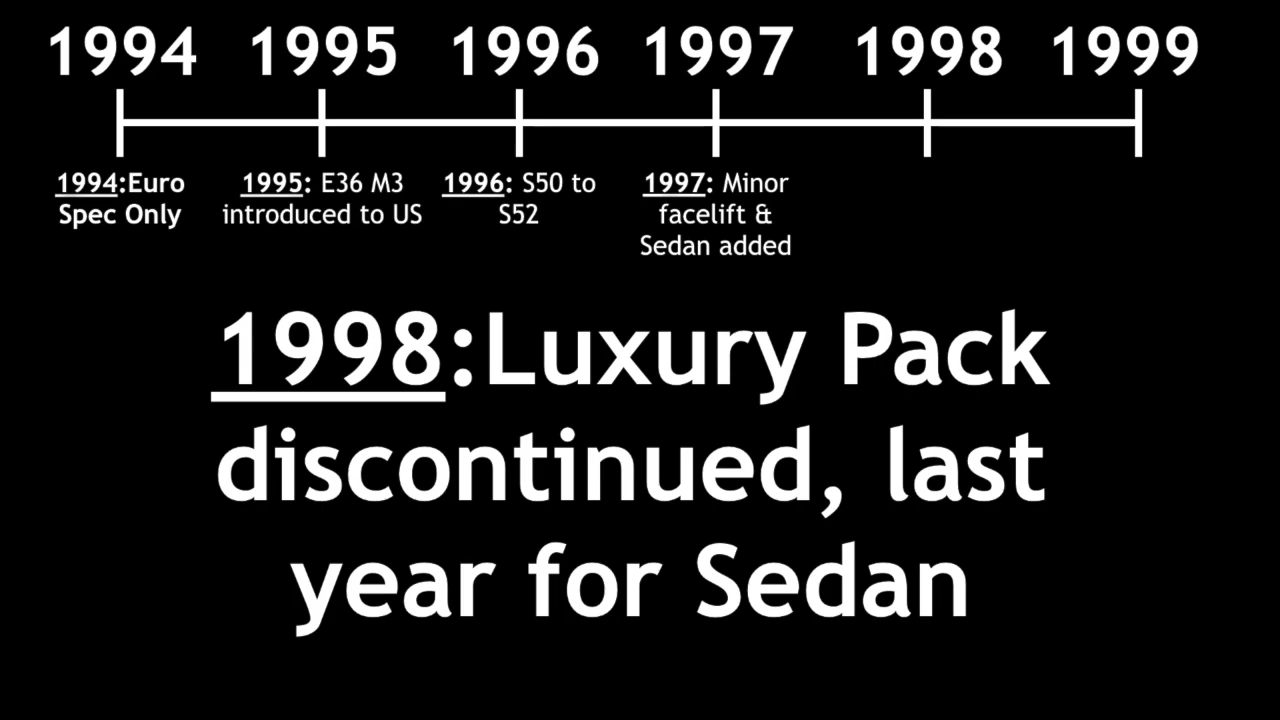 1994 1995 1996 1997 1998 1999
1994:Euro
Spec Only
1995: E36 M3
introduced to US
1996: S50 to
S52
1997: Minor
facelift &
Sedan added
1998:Luxury Pack
discontinued, last
year for Sedan